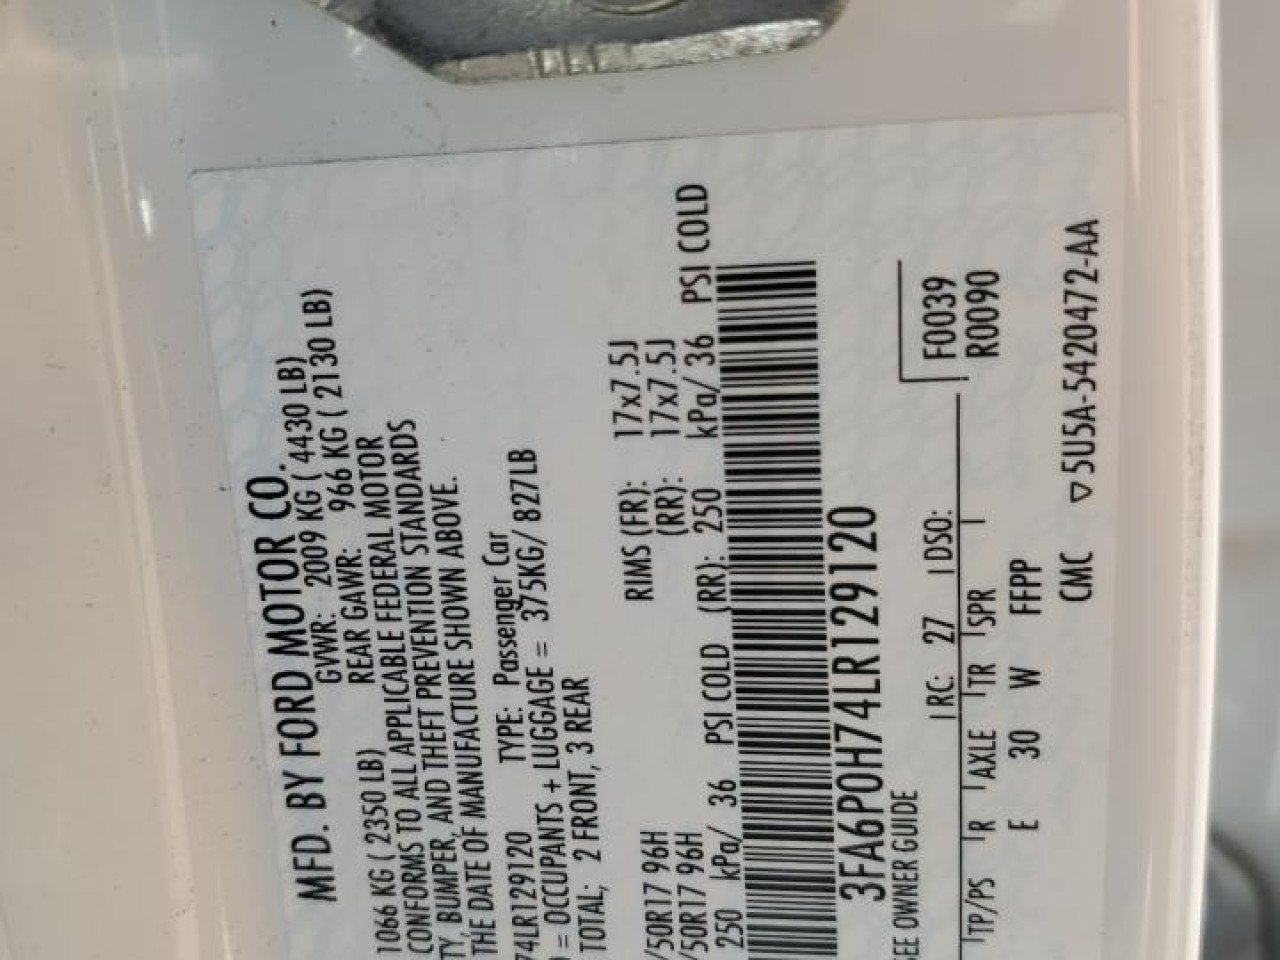 MFD. BY FORD MOTOR CO.
GVWR: 2009 KG ( 4430 LB)
1066 KG ( 2350 LB) REAR GAWR: 966 KG ( 2130 LB)
CONFORMS TO ALL APPLICABLE FEDERAL MOTOR
TY, BUMPER, AND THEFT PREVENTION STANDARDS
THE DATE OF MANUFACTURE SHOWN ABOVE.
74LR129120 TYPE: Passenger Car
= OCCUPANTS + LUGGAGE = 375KG/ 827LB
TOTAL; 2 FRONT, 3 REAR
/50R17 96H RIMS (FR): 17x7.5J
/50R17 96H (RR): 17x7.5J
250 kPa/ 36 PSI COLD (RR): 250 kPa/ 36 PSI COLD
3FA6P0H74LR129120
SEE OWNER GUIDE
RC: 27 DSO: F0039
R0090
TP/PS R AXLE TR SPR
E 30 W FFPP
CMC ▽5U5A-5420472-AA